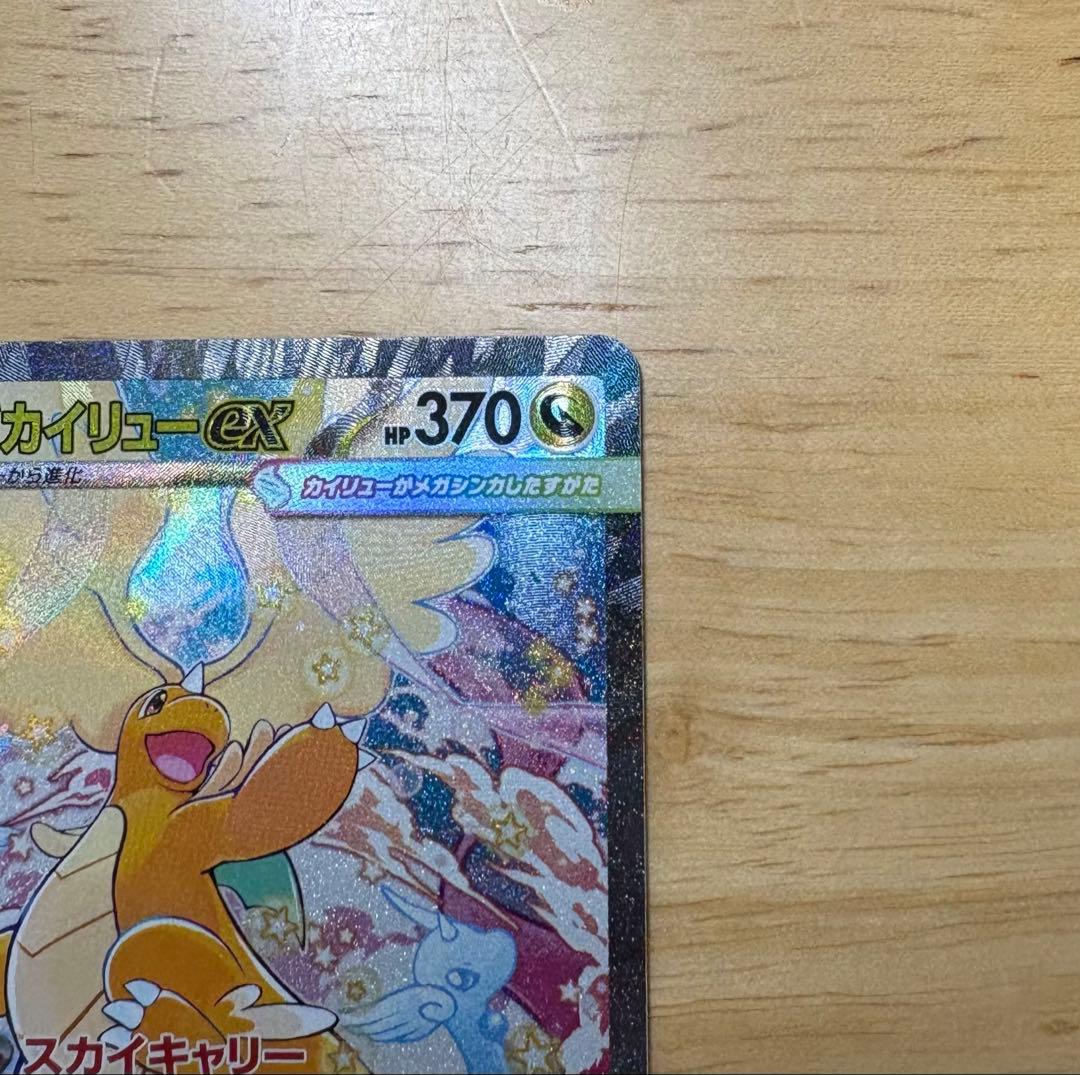 カイリューex HP370
から進化
カイリューがメガシンカしたすがた
スカイキャリー